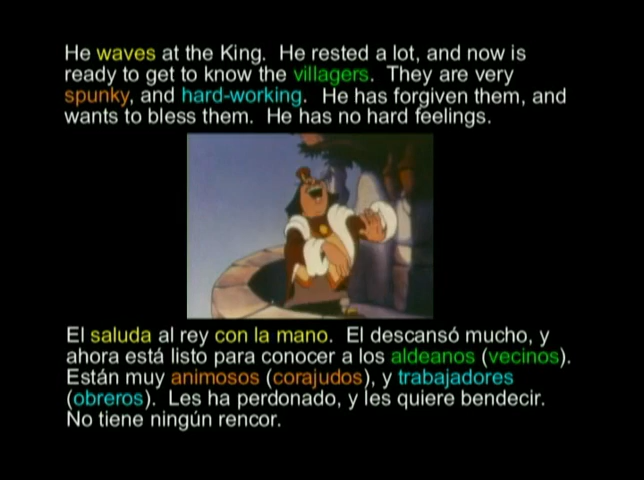 He waves at the King. He rested a lot, and now is
ready to get to know the villagers. They are very
spunky, and hard-working. He has forgiven them, and
wants to bless them. He has no hard feelings.
El saluda al rey con la mano. El descansó mucho, y
ahora está listo para conocer a los aldeanos (vecinos).
Están muy animosos (corajudos), y trabajadores
(obreros). Les ha perdonado, y les quiere bendecir.
No tiene ningún rencor.